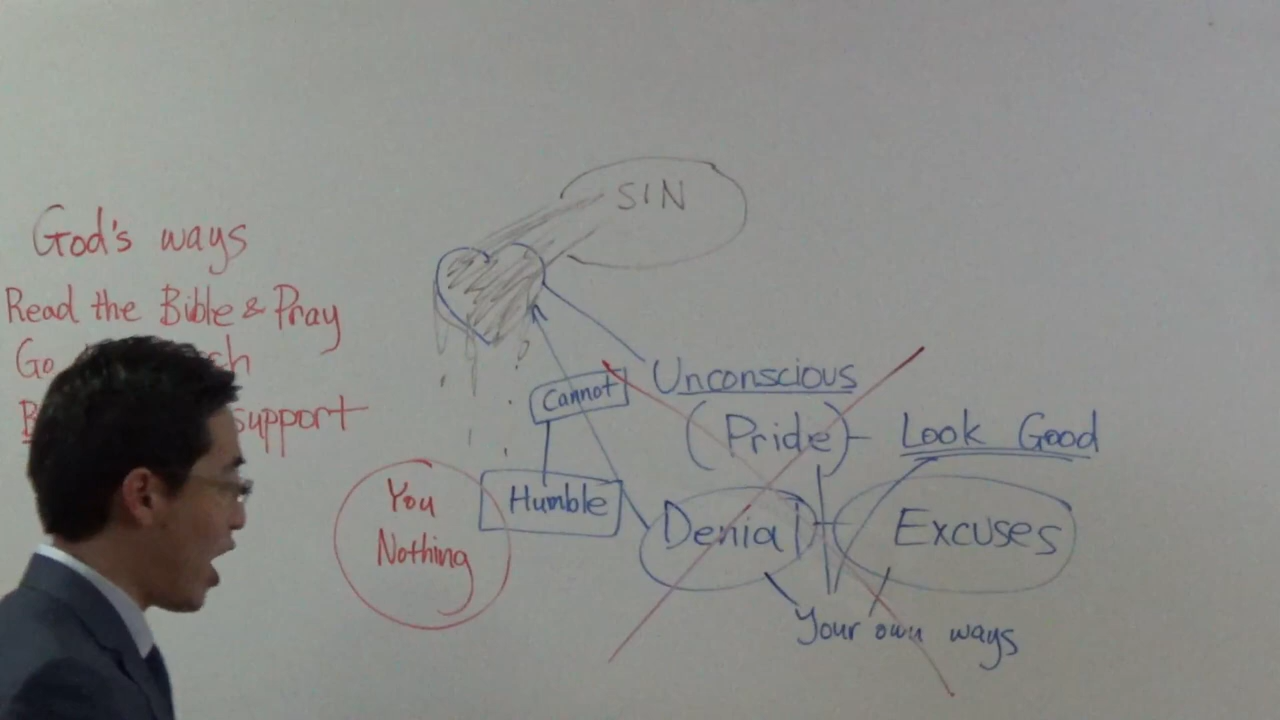 God's ways
Read the Bible & Pray
Go
support
SIN
Unconscious
(Pride)
Look Good
Cannot
Humble
Denial
Excuses
Your own ways
You
Nothing